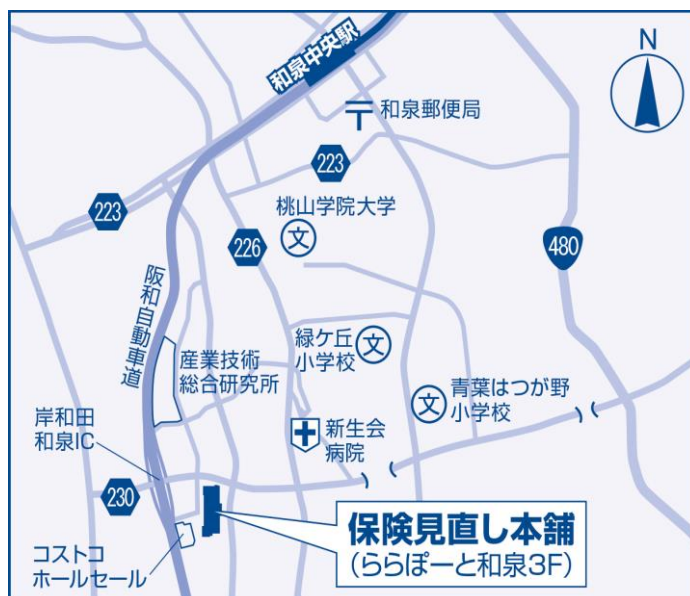 N
和泉中央駅
和泉郵便局
223
223
桃山学院大学
文
226
480
阪和自動車道
産業技術
総合研究所
緑ケ丘
小学校
文
青葉はつが野
小学校
文
岸和田
和泉IC
新生会
病院
230
保険見直し本舗
(ららぽーと和泉3F)
コストコ
ホールセール